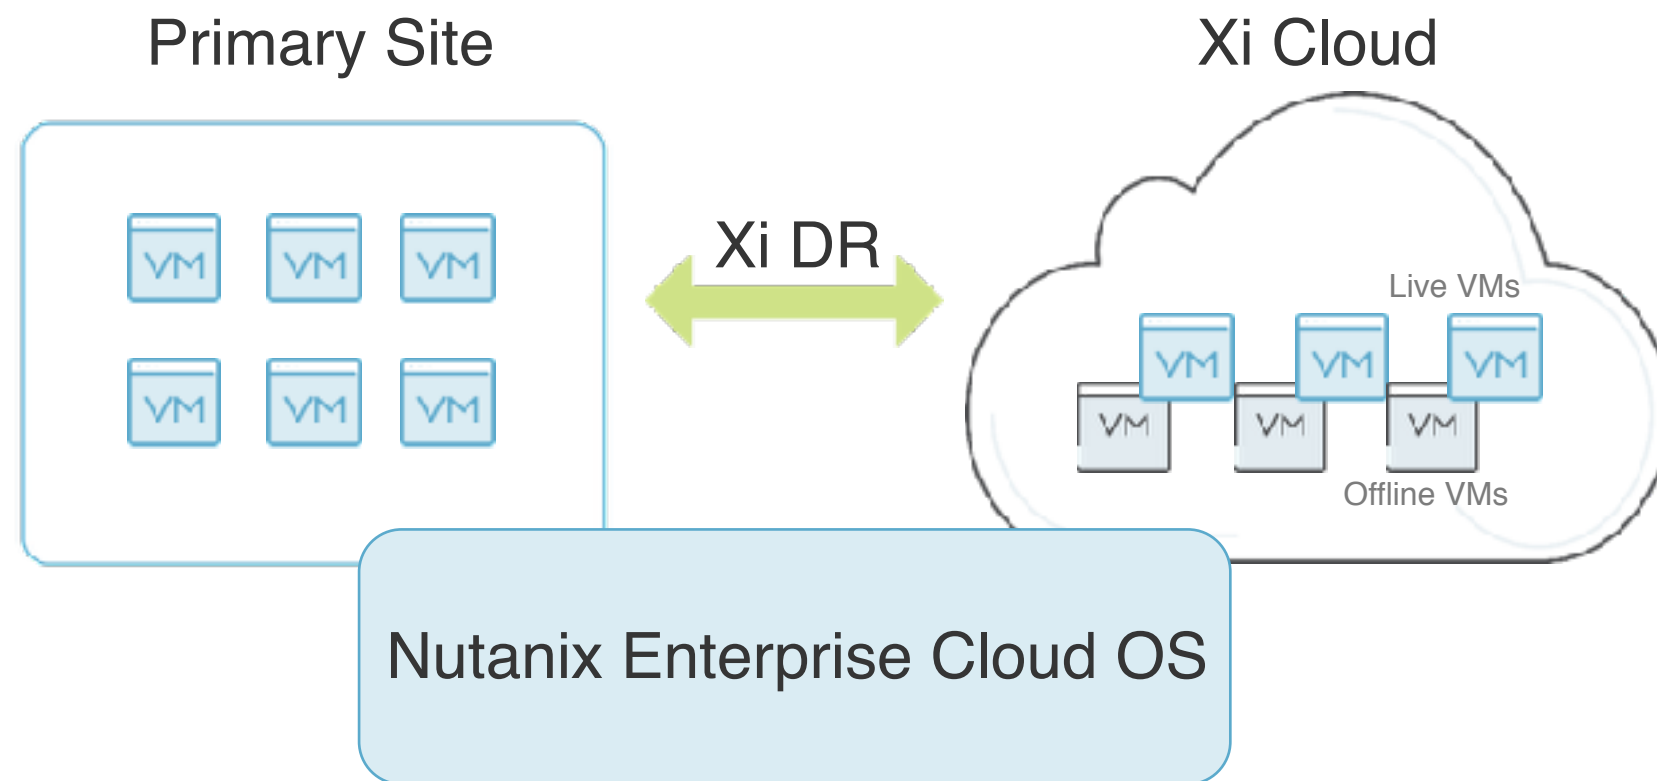 Primary Site
Xi Cloud
VM VM VM
VM VM VM
Xi DR
Live VMs
VM VM VM
VM VM VM
Offline VMs
Nutanix Enterprise Cloud OS